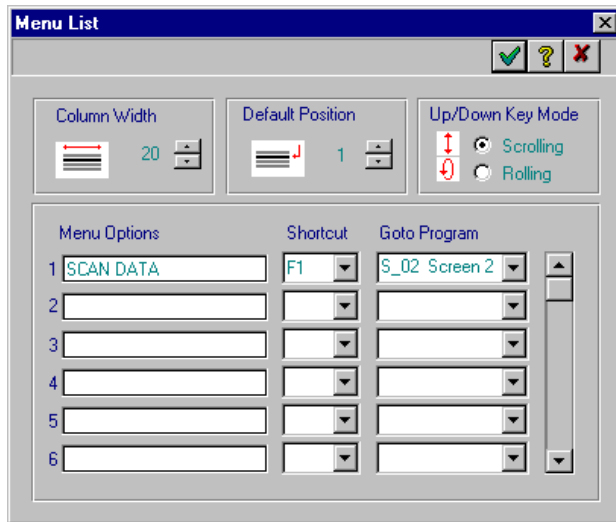 Menu List
Column Width
20
Default Position
1
Up/Down Key Mode
Scrolling
Rolling
Menu Options Shortcut Goto Program
1 SCAN DATA F1 S_02 Screen 2
2
3
4
5
6